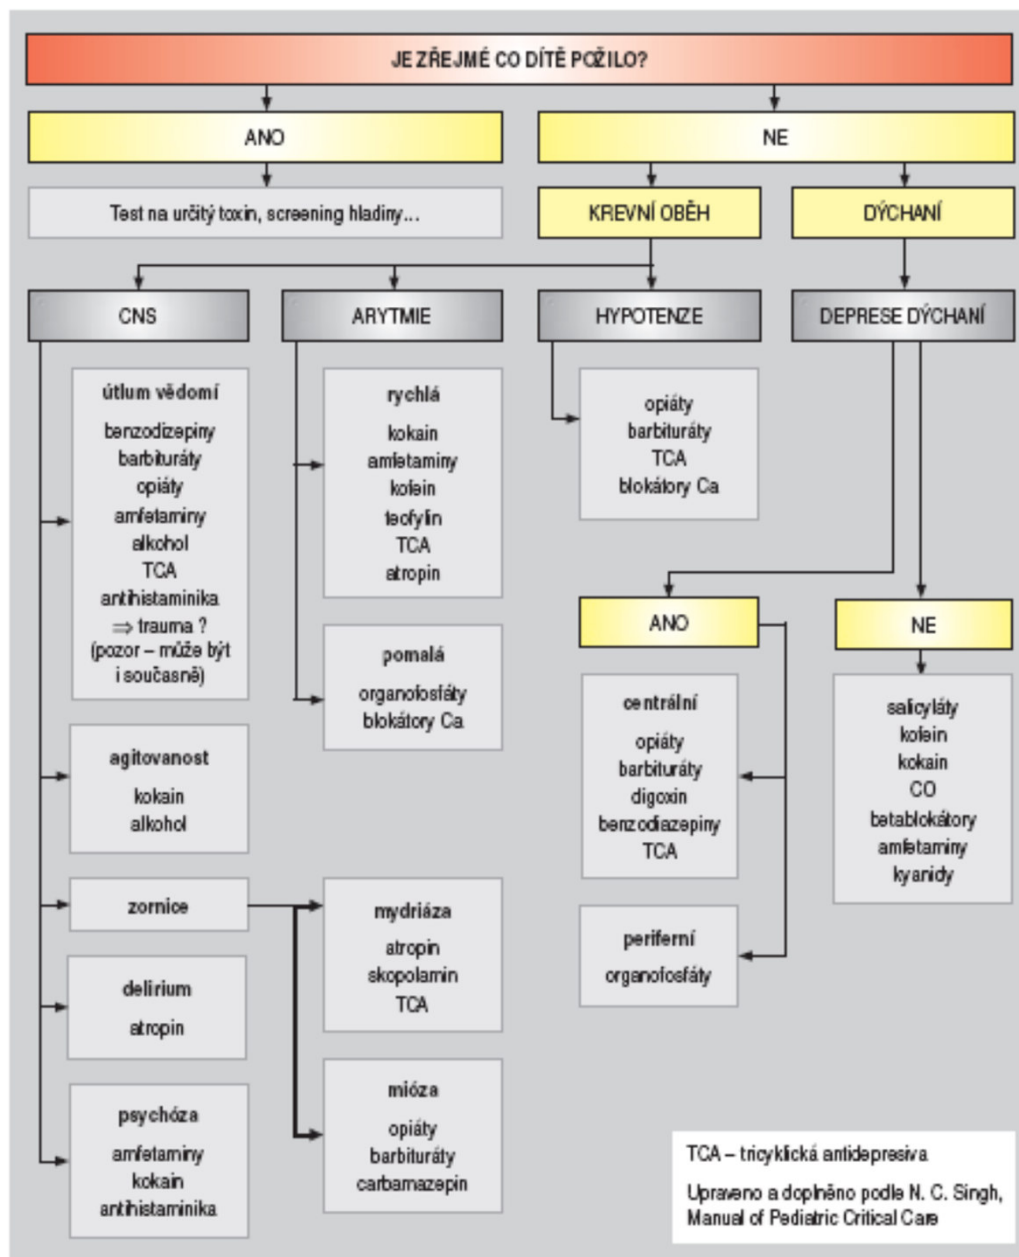 JE ZŘEJMÉ CO DÍTĚ POŽILO?
ANO
NE
Test na určitý toxin, screening hladiny...
KREVNÍ OBĚH
DÝCHANÍ
CNS
ARYTMIE
HYPOTENZE
DEPRESE DÝCHANÍ
útlum vědomí
benzodizepiny
barbituráty
opiáty
amfetaminy
alkohol
TCA
antihistaminika
⇒ trauma ?
(pozor – může být
i současně)
agitovanost
kokain
alkohol
zornice
delirium
atropin
psychóza
amfetaminy
kokain
antihistaminika
rychlá
kokain
amfetaminy
kofein
teofylin
TCA
atropin
pomalá
organofosfáty
blokátory Ca
mydriáza
atropin
skopolamin
TCA
mióza
opiáty
barbituráty
carbamazepin
opiáty
barbituráty
TCA
blokátory Ca
ANO
centrální
opiáty
barbituráty
digoxin
benzodiazepiny
TCA
periferní
organofosfáty
NE
salicyláty
kofein
kokain
CO
betablokátory
amfetaminy
kyanidy
TCA – tricyklická antidepresiva
Upraveno a doplněno podle N. C. Singh,
Manual of Pediatric Critical Care